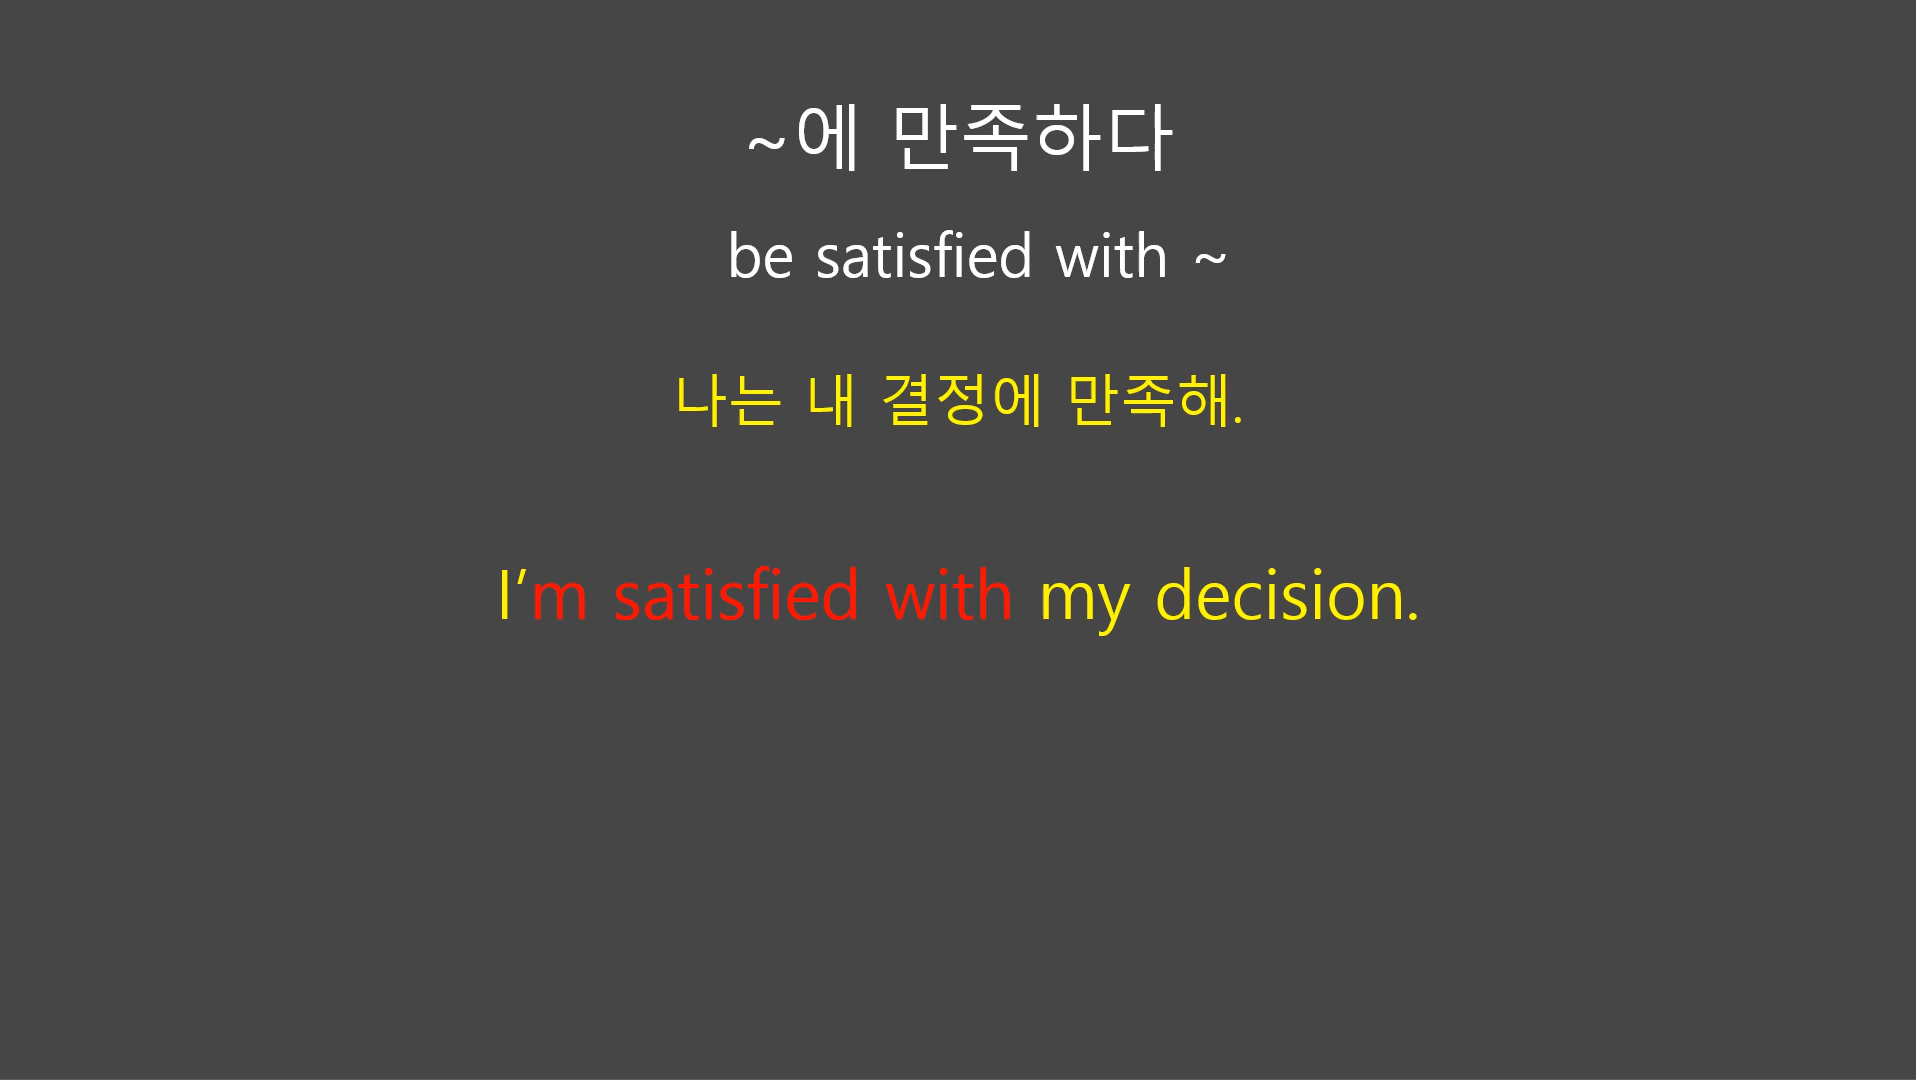 ~에 만족하다
be satisfied with ~
나는 내 결정에 만족해.
I’m satisfied with my decision.